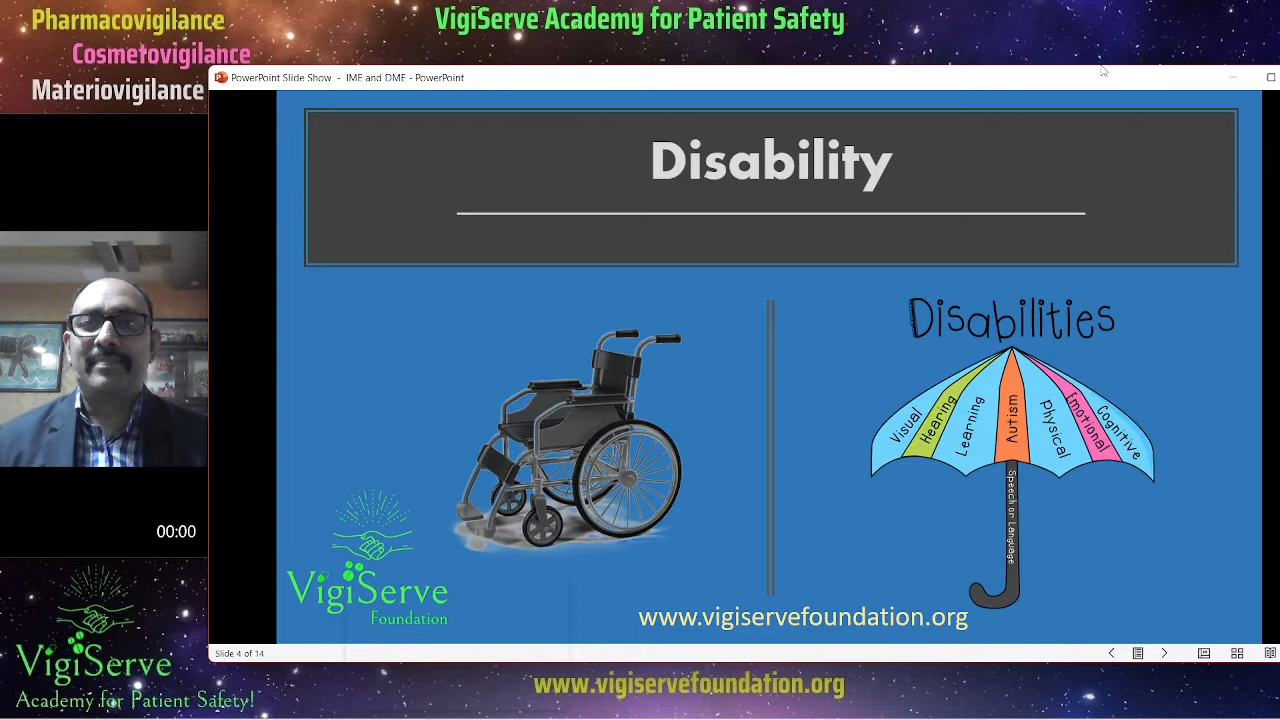 Pharmacovigilance
Cosmetovigilance
Materiovigilance
VigiServe Academy for Patient Safety
PowerPoint Slide Show - IME and DME - PowerPoint
Disability
Disabilities
Visual
Hearing
Learning
Autism
Physical
Emotional
Cognitive
Speech or Language
VigiServe
Foundation
www.vigiservefoundation.org
00:00
Slide 4 of 14
VigiServe
Academy for Patient Safety!
www.vigiservefoundation.org